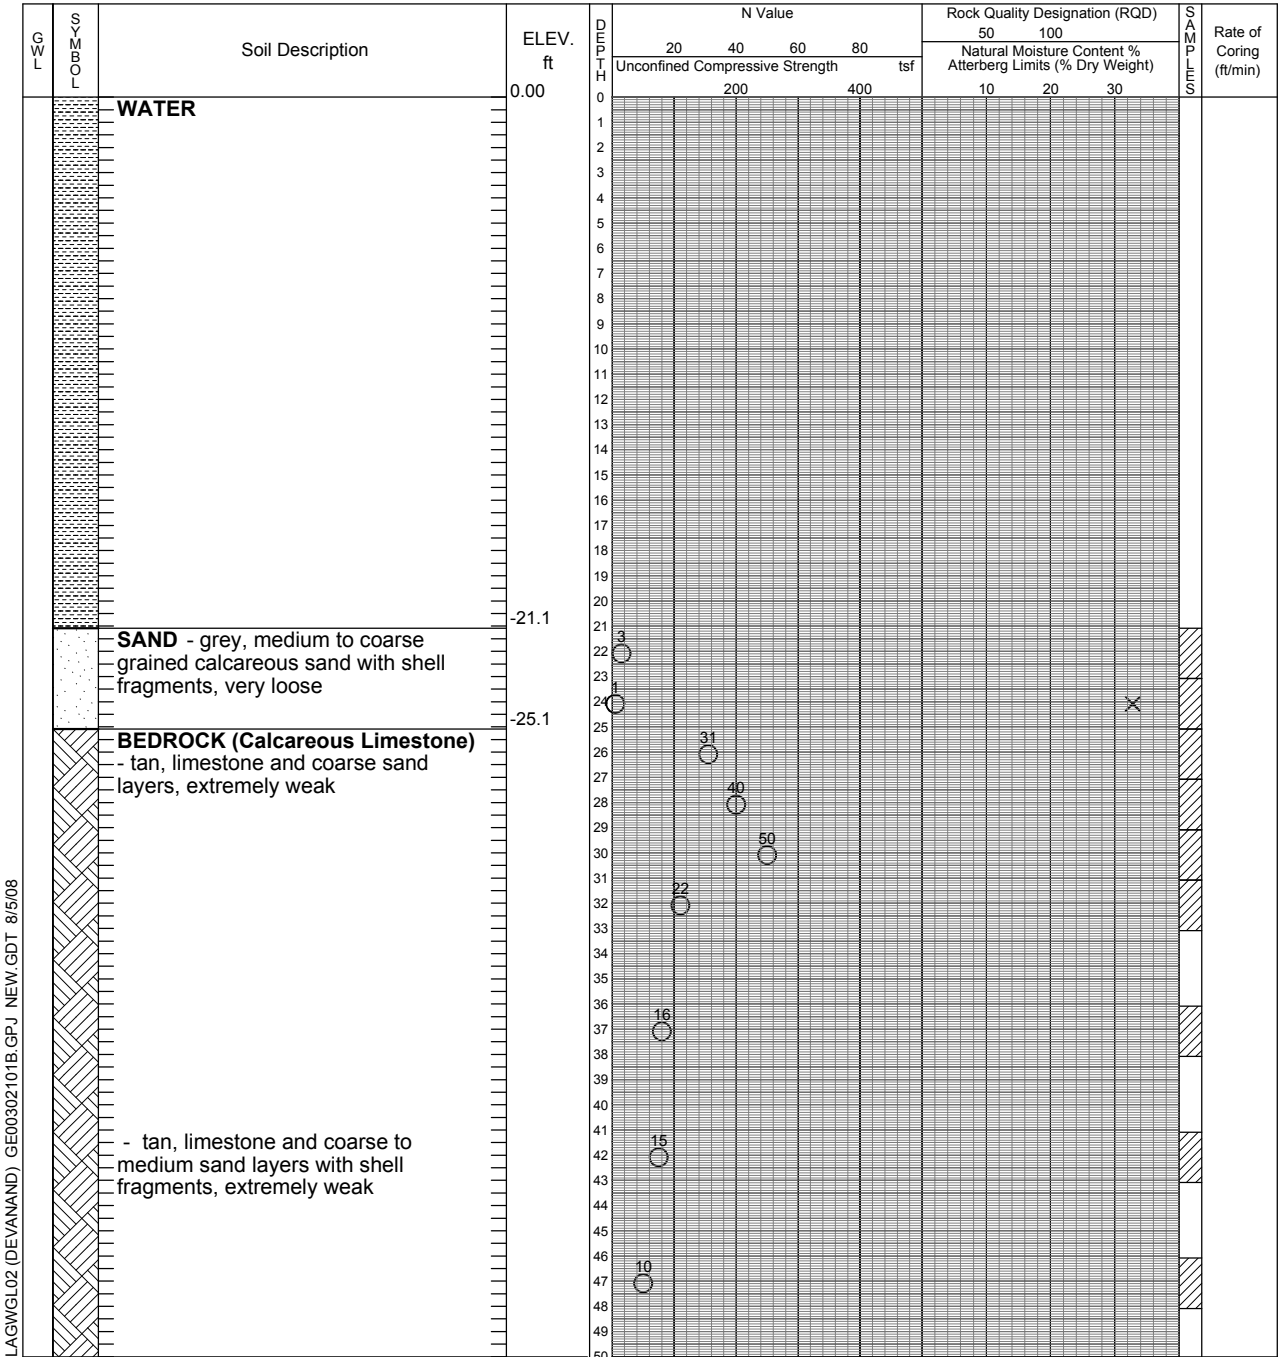 GWL
SYMBOL
Soil Description
ELEV.
ft
0.00
DEPTH
N Value
20 40 60 80
Unconfined Compressive Strength tsf
200 400
Rock Quality Designation (RQD)
50 100
Natural Moisture Content %
Atterberg Limits (% Dry Weight)
10 20 30
SAMPLES
Rate of
Coring
(ft/min)
WATER
0
1
2
3
4
5
6
7
8
9
10
11
12
13
14
15
16
17
18
19
20
-21.1
21
SAND - grey, medium to coarse
grained calcareous sand with shell
fragments, very loose
3
22
23
1
24
-25.1
25
BEDROCK (Calcareous Limestone)
- tan, limestone and coarse sand
layers, extremely weak
31
26
27
40
28
29
50
30
31
22
32
33
34
35
36
16
37
38
39
40
41
- tan, limestone and coarse to
medium sand layers with shell
fragments, extremely weak
15
42
43
44
45
46
10
47
48
49
50
LAGWGL02 (DEVANAND) GE00302101B.GPJ NEW.GDT 8/5/08